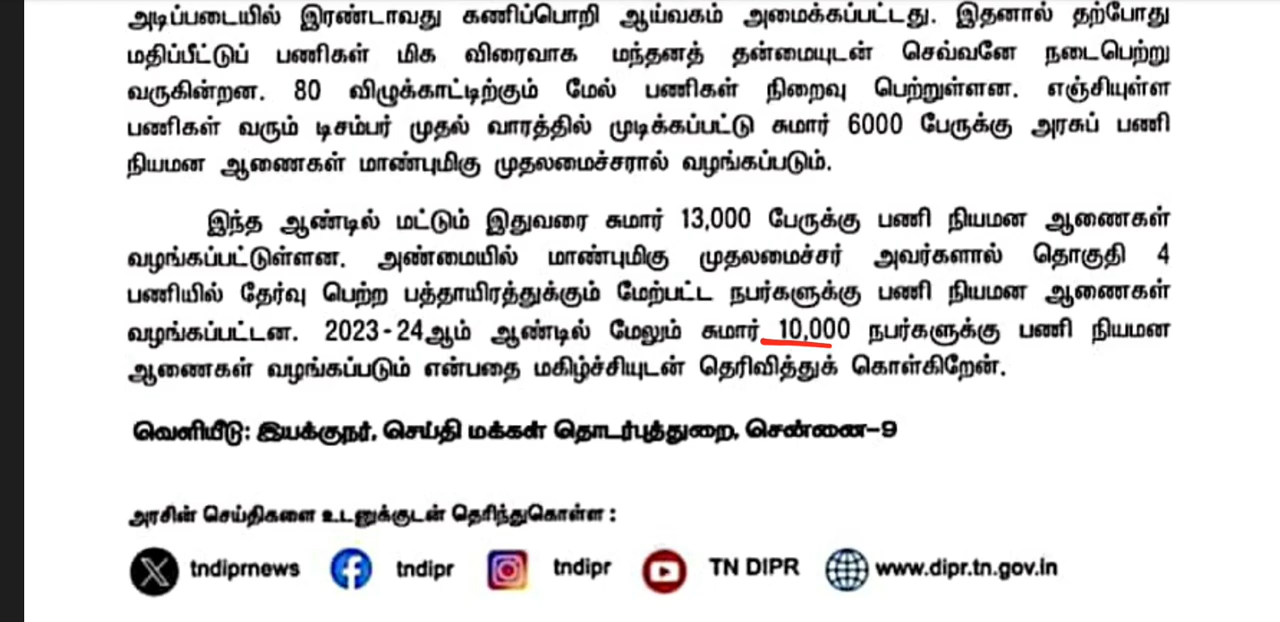 அடிப்படையில் இரண்டாவது கணிப்பொறி ஆய்வகம் அமைக்கப்பட்டது. இதனால் தற்போது
மதிப்பீட்டுப் பணிகள் மிக விரைவாக மந்தனத் தன்மையுடன் செவ்வனே நடைபெற்று
வருகின்றன. 80 விழுக்காட்டிற்கும் மேல் பணிகள் நிறைவு பெற்றுள்ளன. எஞ்சியுள்ள
பணிகள் வரும் டிசம்பர் முதல் வாரத்தில் முடிக்கப்பட்டு சுமார் 6000 பேருக்கு அரசுப் பணி
நியமன ஆணைகள் மாண்புமிகு முதலமைச்சரால் வழங்கப்படும்.
இந்த ஆண்டில் மட்டும் இதுவரை சுமார் 13,000 பேருக்கு பணி நியமன ஆணைகள்
வழங்கப்பட்டுள்ளன. அண்மையில் மாண்புமிகு முதலமைச்சர் அவர்களால் தொகுதி 4
பணியில் தேர்வு பெற்ற பத்தாயிரத்துக்கும் மேற்பட்ட நபர்களுக்கு பணி நியமன ஆணைகள்
வழங்கப்பட்டன. 2023-24ஆம் ஆண்டில் மேலும் சுமார் 10,000 நபர்களுக்கு பணி நியமன
ஆணைகள் வழங்கப்படும் என்பதை மகிழ்ச்சியுடன் தெரிவித்துக் கொள்கிறேன்.
வெளியீடு: இயக்குநர், செய்தி மக்கள் தொடர்புத்துறை, சென்னை-9
அரசின் செய்திகளை உடனுக்குடன் தெரிந்துகொள்ள :
tndiprnews tndipr tndipr TN DIPR www.dipr.tn.gov.in